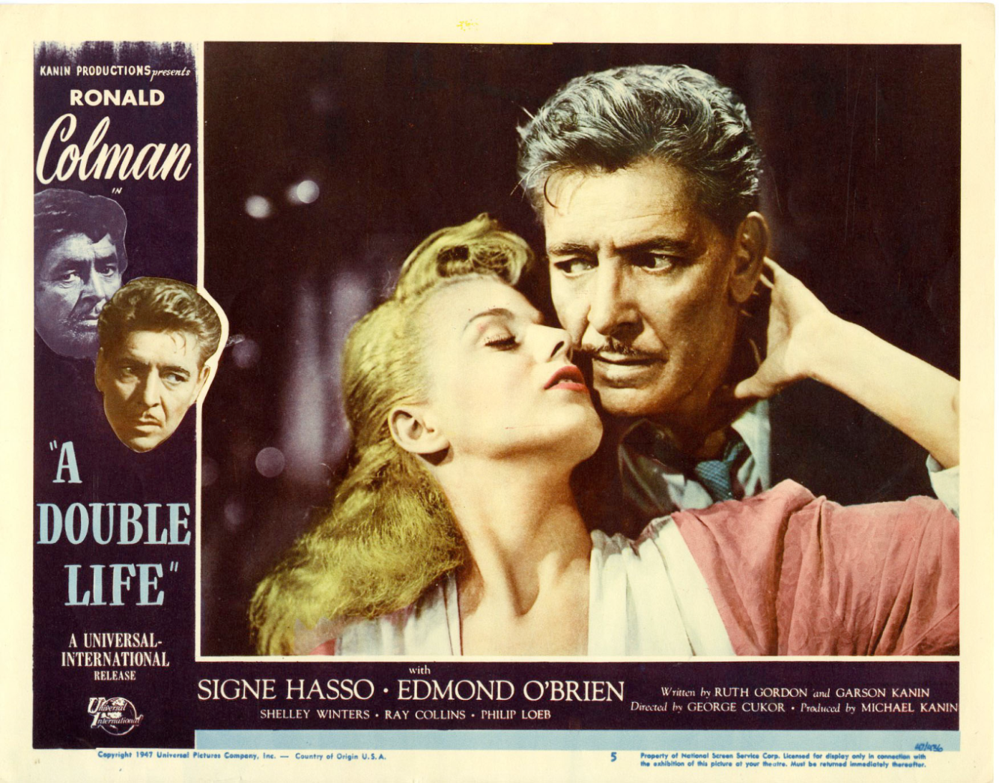 KANIN PRODUCTIONS presents
RONALD
Colman
IN
"A
DOUBLE
LIFE"
A UNIVERSAL-
INTERNATIONAL
RELEASE
Universal
International
with
SIGNE HASSO · EDMOND O'BRIEN
SHELLEY WINTERS · RAY COLLINS · PHILIP LOEB
Written by RUTH GORDON and GARSON KANIN
Directed by GEORGE CUKOR · Produced by MICHAEL KANIN
Copyright 1947 Universal Pictures Company, Inc. — Country of Origin U.S.A.
5
Property of National Screen Service Corp. Licensed for display only in connection with
the exhibition of this picture at your theatre. Must be returned immediately thereafter.